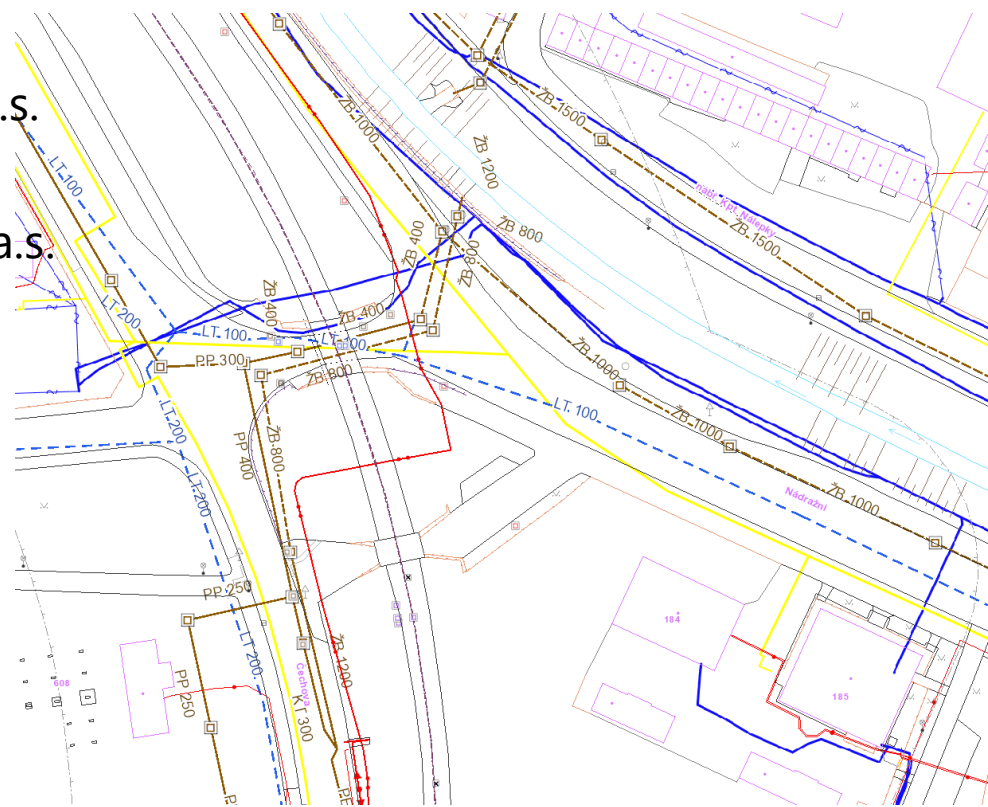 .s.
a.s.
ŽB 1000
ŽB 1500
ŽB 1200
LT 100
nábř. Kpt. Nálepky
ŽB 1500
ŽB 400
ŽB 800
ŽB 800
LT 200
ŽB 400
ŽB 400
LT. 100
LT. 100
PP 300
ŽB 800
ŽB 1000
LT. 100
LT. 200
PP 400
ŽB 800
ŽB 1000
LT. 200
Nádražní
ŽB 1000
PP 250
184
LT 200.
608
PP 250
Čechova
ŽB 1200
KT 300
185